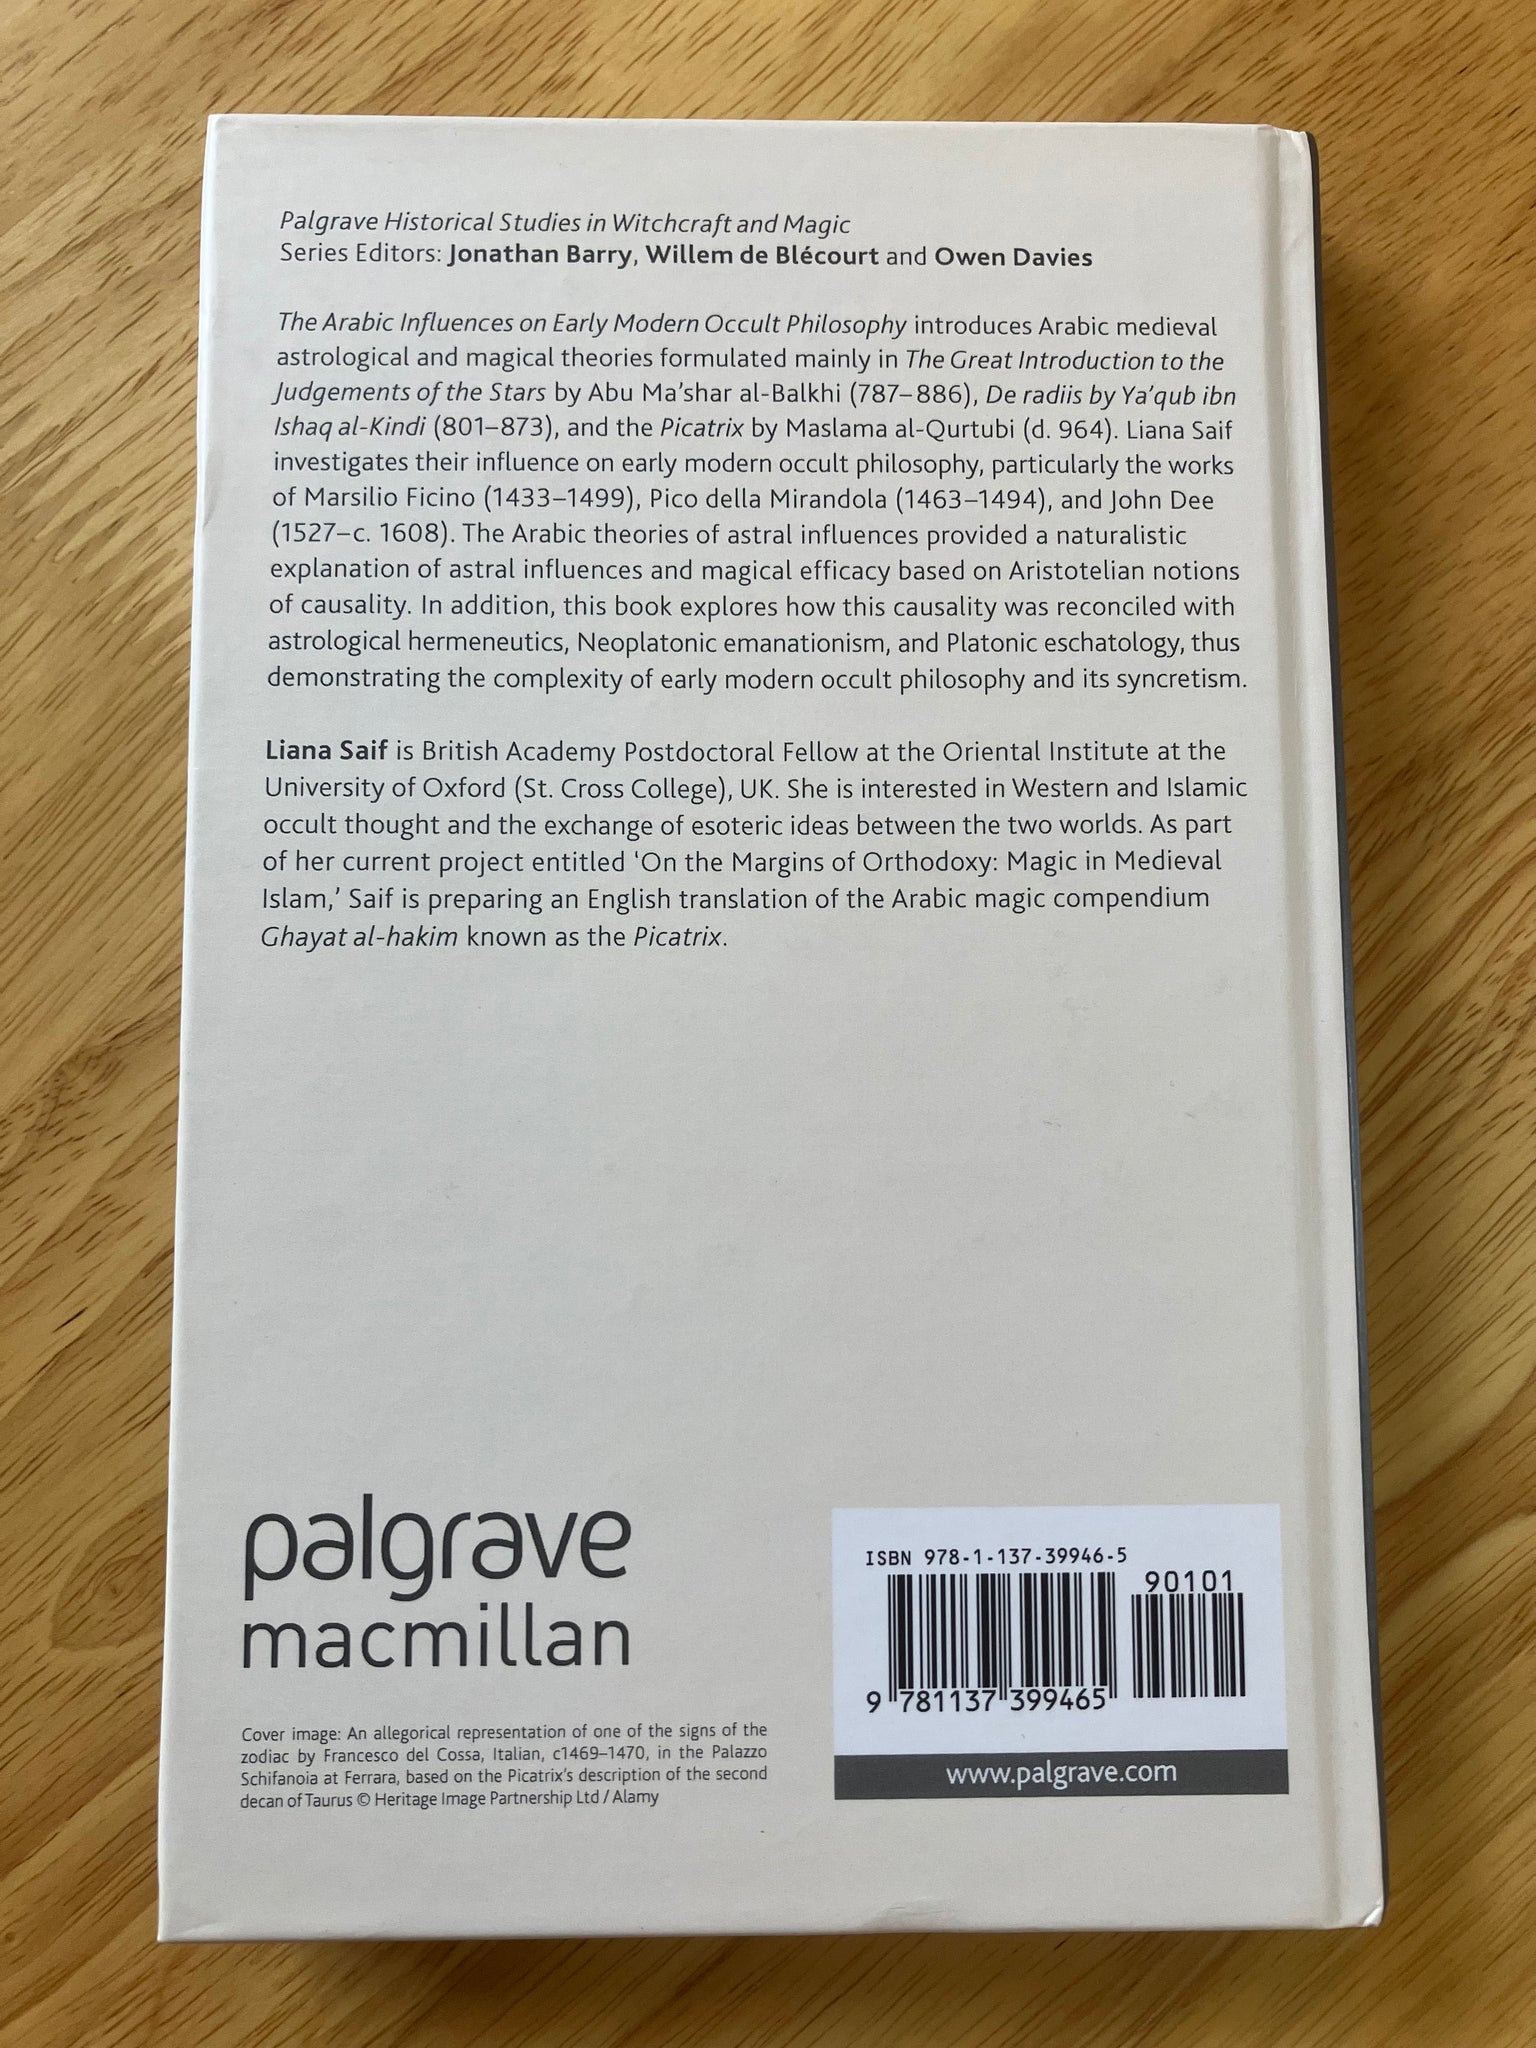 Palgrave Historical Studies in Witchcraft and Magic
Series Editors: Jonathan Barry, Willem de Blécourt and Owen Davies
The Arabic Influences on Early Modern Occult Philosophy introduces Arabic medieval
astrological and magical theories formulated mainly in The Great Introduction to the
Judgements of the Stars by Abu Ma’shar al-Balkhi (787–886), De radiis by Ya’qub ibn
Ishaq al-Kindi (801–873), and the Picatrix by Maslama al-Qurtubi (d. 964). Liana Saif
investigates their influence on early modern occult philosophy, particularly the works
of Marsilio Ficino (1433–1499), Pico della Mirandola (1463–1494), and John Dee
(1527–c. 1608). The Arabic theories of astral influences provided a naturalistic
explanation of astral influences and magical efficacy based on Aristotelian notions
of causality. In addition, this book explores how this causality was reconciled with
astrological hermeneutics, Neoplatonic emanationism, and Platonic eschatology, thus
demonstrating the complexity of early modern occult philosophy and its syncretism.
Liana Saif is British Academy Postdoctoral Fellow at the Oriental Institute at the
University of Oxford (St. Cross College), UK. She is interested in Western and Islamic
occult thought and the exchange of esoteric ideas between the two worlds. As part
of her current project entitled ‘On the Margins of Orthodoxy: Magic in Medieval
Islam,’ Saif is preparing an English translation of the Arabic magic compendium
Ghayat al-hakim known as the Picatrix.
palgrave
macmillan
Cover image: An allegorical representation of one of the signs of the
zodiac by Francesco del Cossa, Italian, c1469–1470, in the Palazzo
Schifanoia at Ferrara, based on the Picatrix’s description of the second
decan of Taurus © Heritage Image Partnership Ltd / Alamy
ISBN 978-1-137-39946-5
90101
9 781137 399465
www.palgrave.com